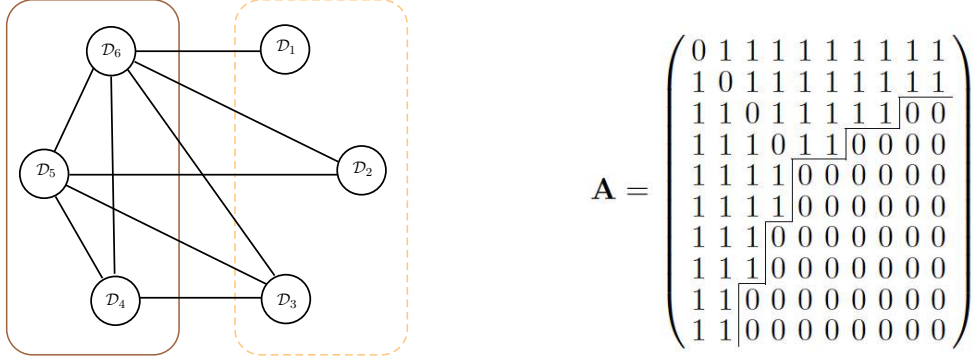 𝒟₆
𝒟₁
𝒟₅
𝒟₂
𝒟₄
𝒟₃
A =
0 1 1 1 1 1 1 1 1 1
1 0 1 1 1 1 1 1 1 1
1 1 0 1 1 1 1 1 0 0
1 1 1 0 1 1 0 0 0 0
1 1 1 1 0 0 0 0 0 0
1 1 1 1 0 0 0 0 0 0
1 1 1 0 0 0 0 0 0 0
1 1 1 0 0 0 0 0 0 0
1 1 0 0 0 0 0 0 0 0
1 1 0 0 0 0 0 0 0 0